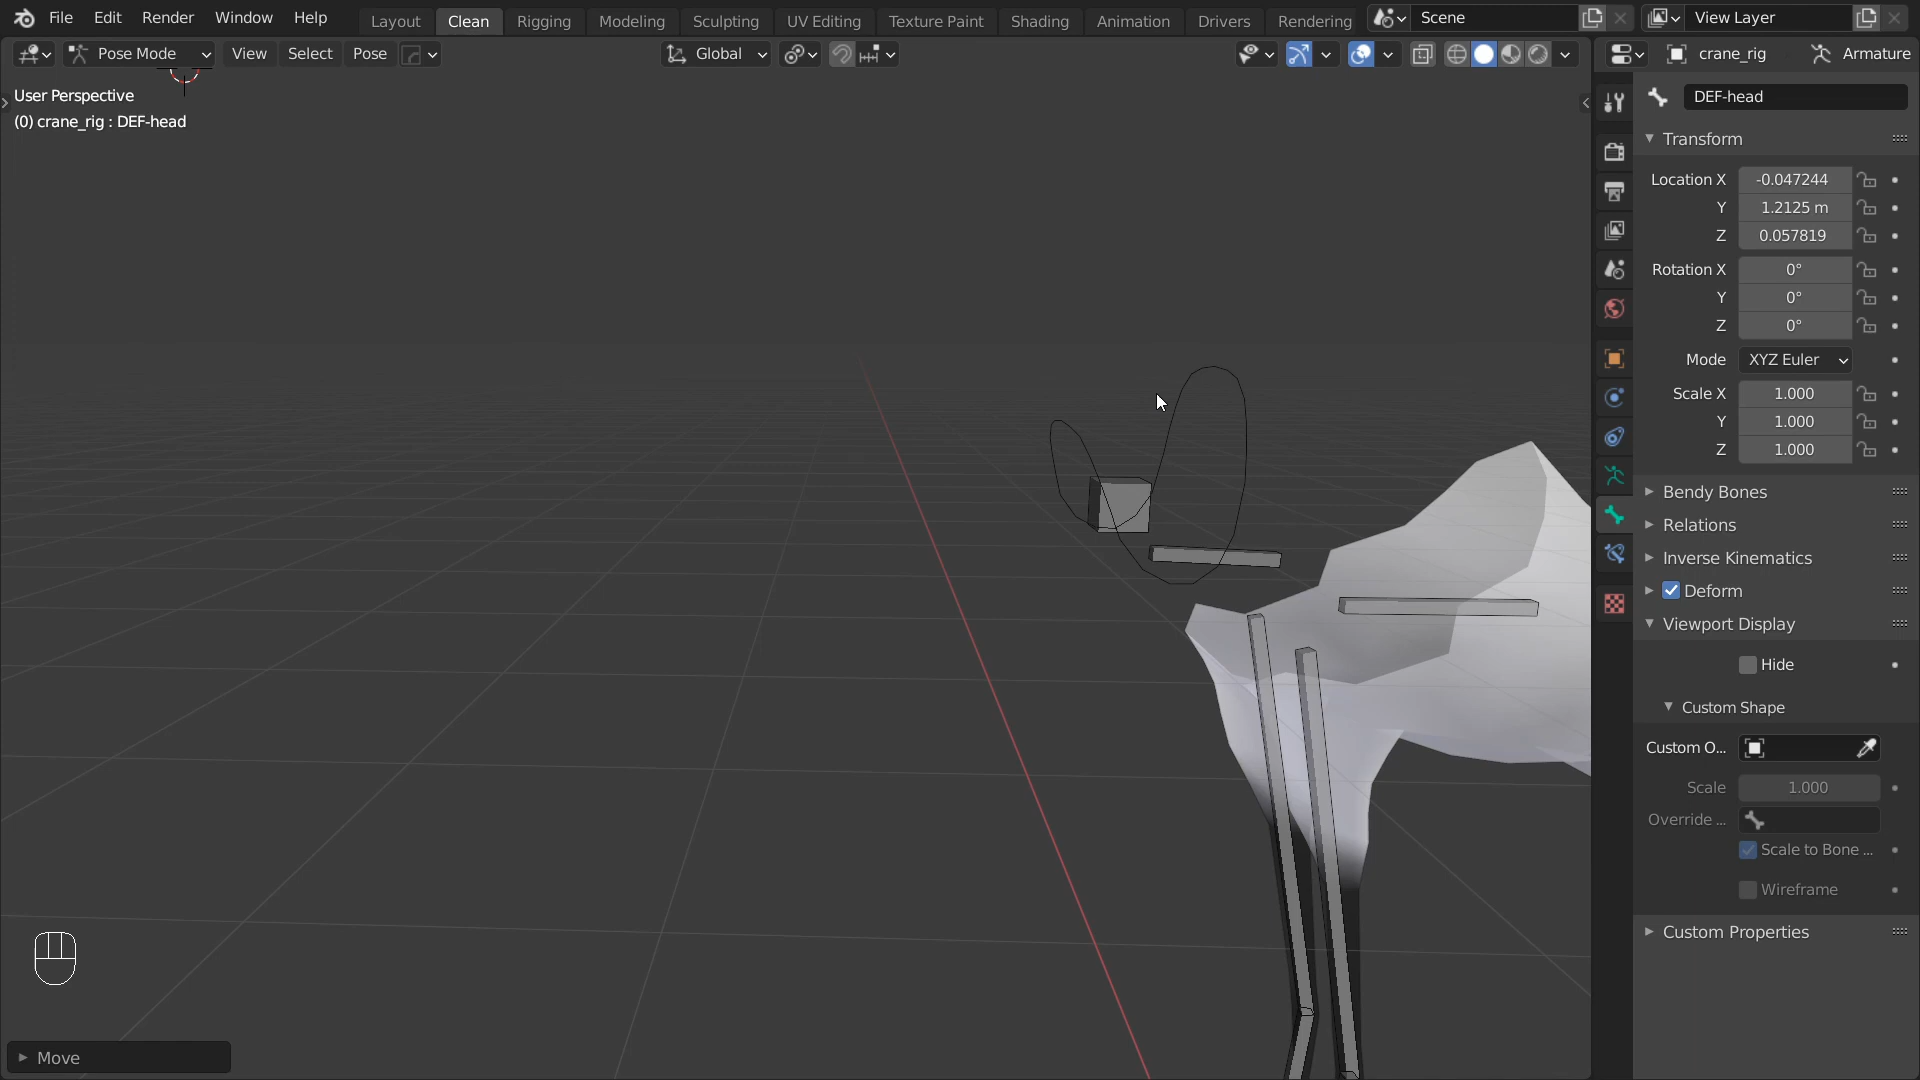 File Edit Render Window Help Layout Clean Rigging Modeling Sculpting UV Editing Texture Paint Shading Animation Drivers Rendering Scene View Layer
Pose Mode View Select Pose Global crane_rig Armature
User Perspective
(0) crane_rig : DEF-head
DEF-head
Transform
Location X -0.047244
Y 1.2125 m
Z 0.057819
Rotation X 0°
Y 0°
Z 0°
Mode XYZ Euler
Scale X 1.000
Y 1.000
Z 1.000
Bendy Bones
Relations
Inverse Kinematics
Deform
Viewport Display
Hide
Custom Shape
Custom O...
Scale 1.000
Override ...
Scale to Bone ...
Wireframe
Custom Properties
Move